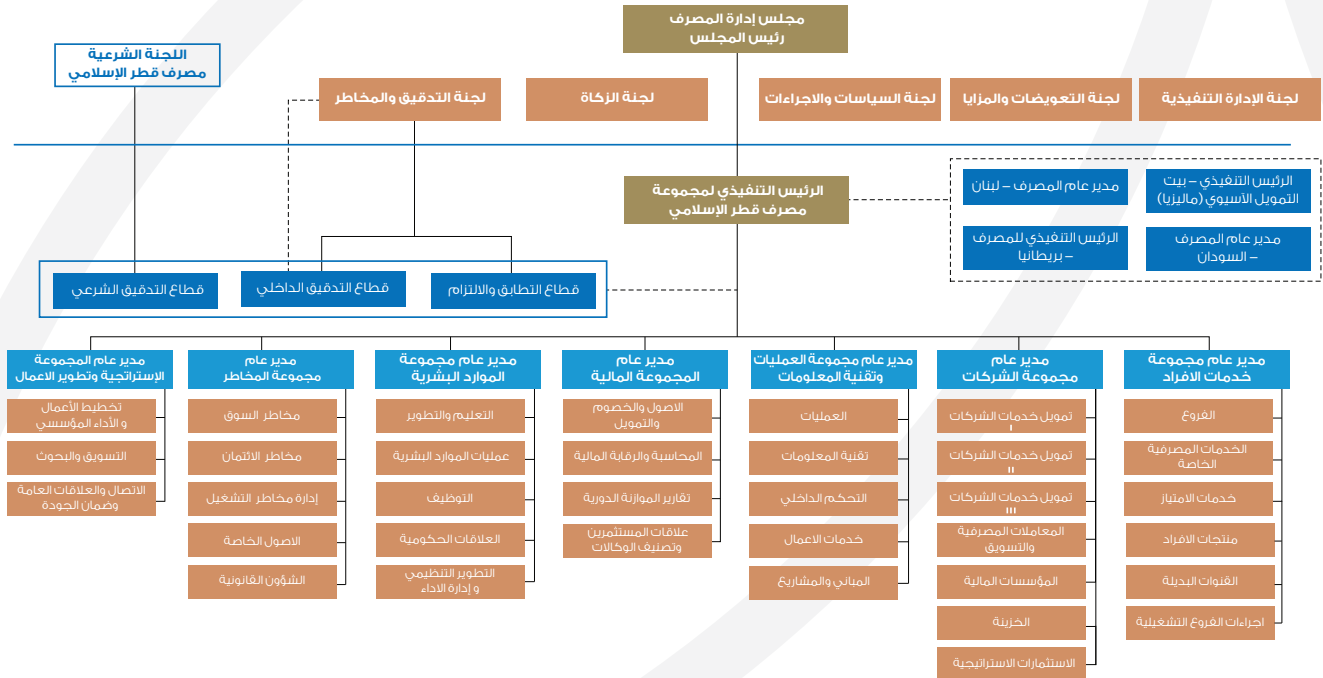 مجلس إدارة المصرف
رئيس المجلس
اللجنة الشرعية
مصرف قطر الإسلامي
لجنة الإدارة التنفيذية
لجنة التعويضات والمزايا
لجنة السياسات والاجراءات
لجنة الزكاة
لجنة التدقيق والمخاطر
الرئيس التنفيذي لمجموعة
مصرف قطر الإسلامي
الرئيس التنفيذي – بيت
التمويل الآسيوي (ماليزيا)
مدير عام المصرف – لبنان
مدير عام المصرف
– السودان
الرئيس التنفيذي للمصرف
– بريطانيا
قطاع التطابق والالتزام
قطاع التدقيق الداخلي
قطاع التدقيق الشرعي
مدير عام مجموعة
خدمات الافراد
الفروع
الخدمات المصرفية
الخاصة
خدمات الامتياز
منتجات الافراد
القنوات البديلة
اجراءات الفروع التشغيلية
مدير عام
مجموعة الشركات
تمويل خدمات الشركات
I
تمويل خدمات الشركات
II
تمويل خدمات الشركات
III
المعاملات المصرفية
والتسويق
المؤسسات المالية
الخزينة
الاستثمارات الاستراتيجية
مدير عام مجموعة العمليات
وتقنية المعلومات
العمليات
تقنية المعلومات
التحكم الداخلي
خدمات الاعمال
المباني والمشاريع
مدير عام
المجموعة المالية
الاصول والخصوم
والتمويل
المحاسبة والرقابة المالية
تقارير الموازنة الدورية
علاقات المستثمرين
وتصنيف الوكالات
مدير عام مجموعة
الموارد البشرية
التعليم والتطوير
عمليات الموارد البشرية
التوظيف
العلاقات الحكومية
التطوير التنظيمي
و إدارة الاداء
مدير عام
مجموعة المخاطر
مخاطر السوق
مخاطر الائتمان
إدارة مخاطر التشغيل
الاصول الخاصة
الشؤون القانونية
مدير عام المجموعة
الإستراتجية وتطوير الاعمال
تخطيط الأعمال
و الأداء المؤسسي
التسويق والبحوث
الاتصال والعلاقات العامة
وضمان الجودة